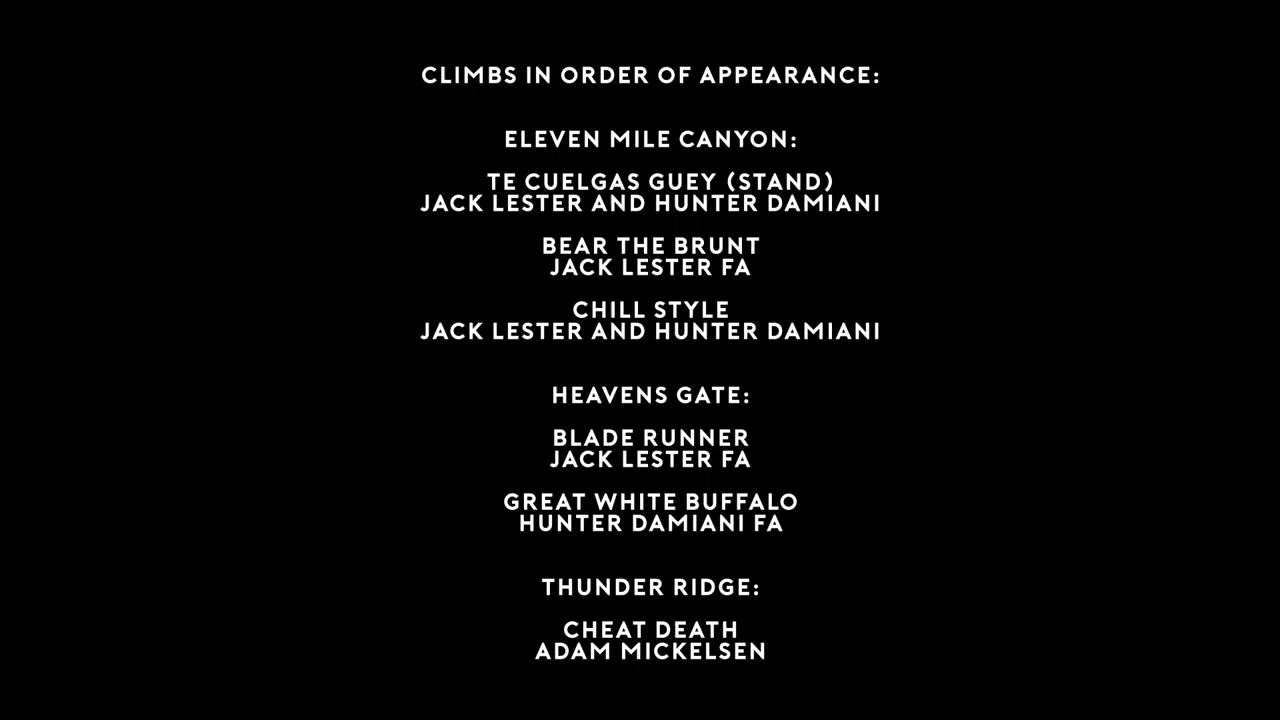 CLIMBS IN ORDER OF APPEARANCE:
ELEVEN MILE CANYON:
TE CUELGAS GUEY (STAND)
JACK LESTER AND HUNTER DAMIANI
BEAR THE BRUNT
JACK LESTER FA
CHILL STYLE
JACK LESTER AND HUNTER DAMIANI
HEAVENS GATE:
BLADE RUNNER
JACK LESTER FA
GREAT WHITE BUFFALO
HUNTER DAMIANI FA
THUNDER RIDGE:
CHEAT DEATH
ADAM MICKELSEN